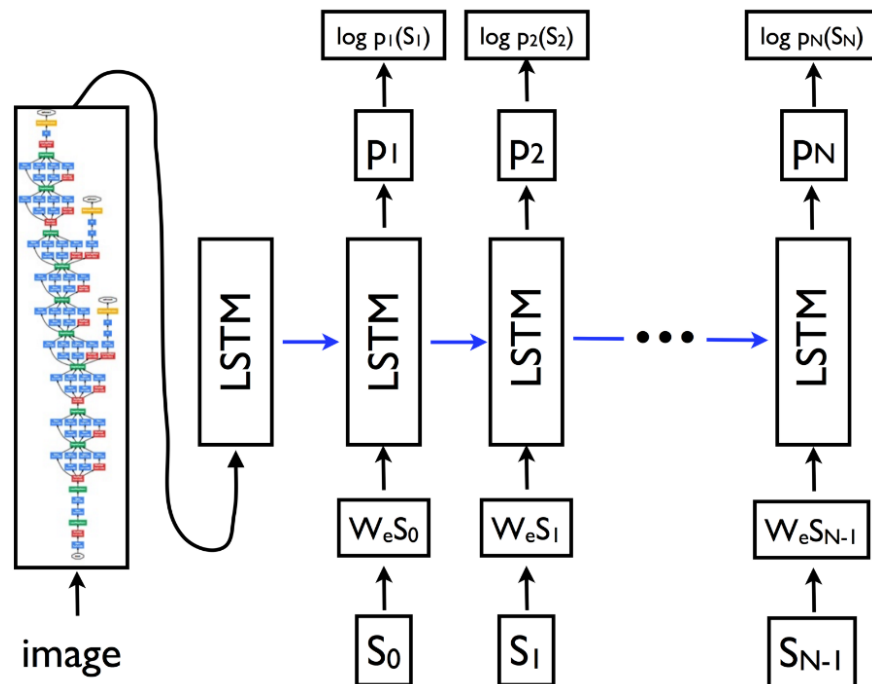 log p₁(S₁) log p₂(S₂) log pN(SN)
p₁ p₂ pN
LSTM LSTM LSTM LSTM
WeS₀ WeS₁ WeSN-1
image S₀ S₁ SN-1